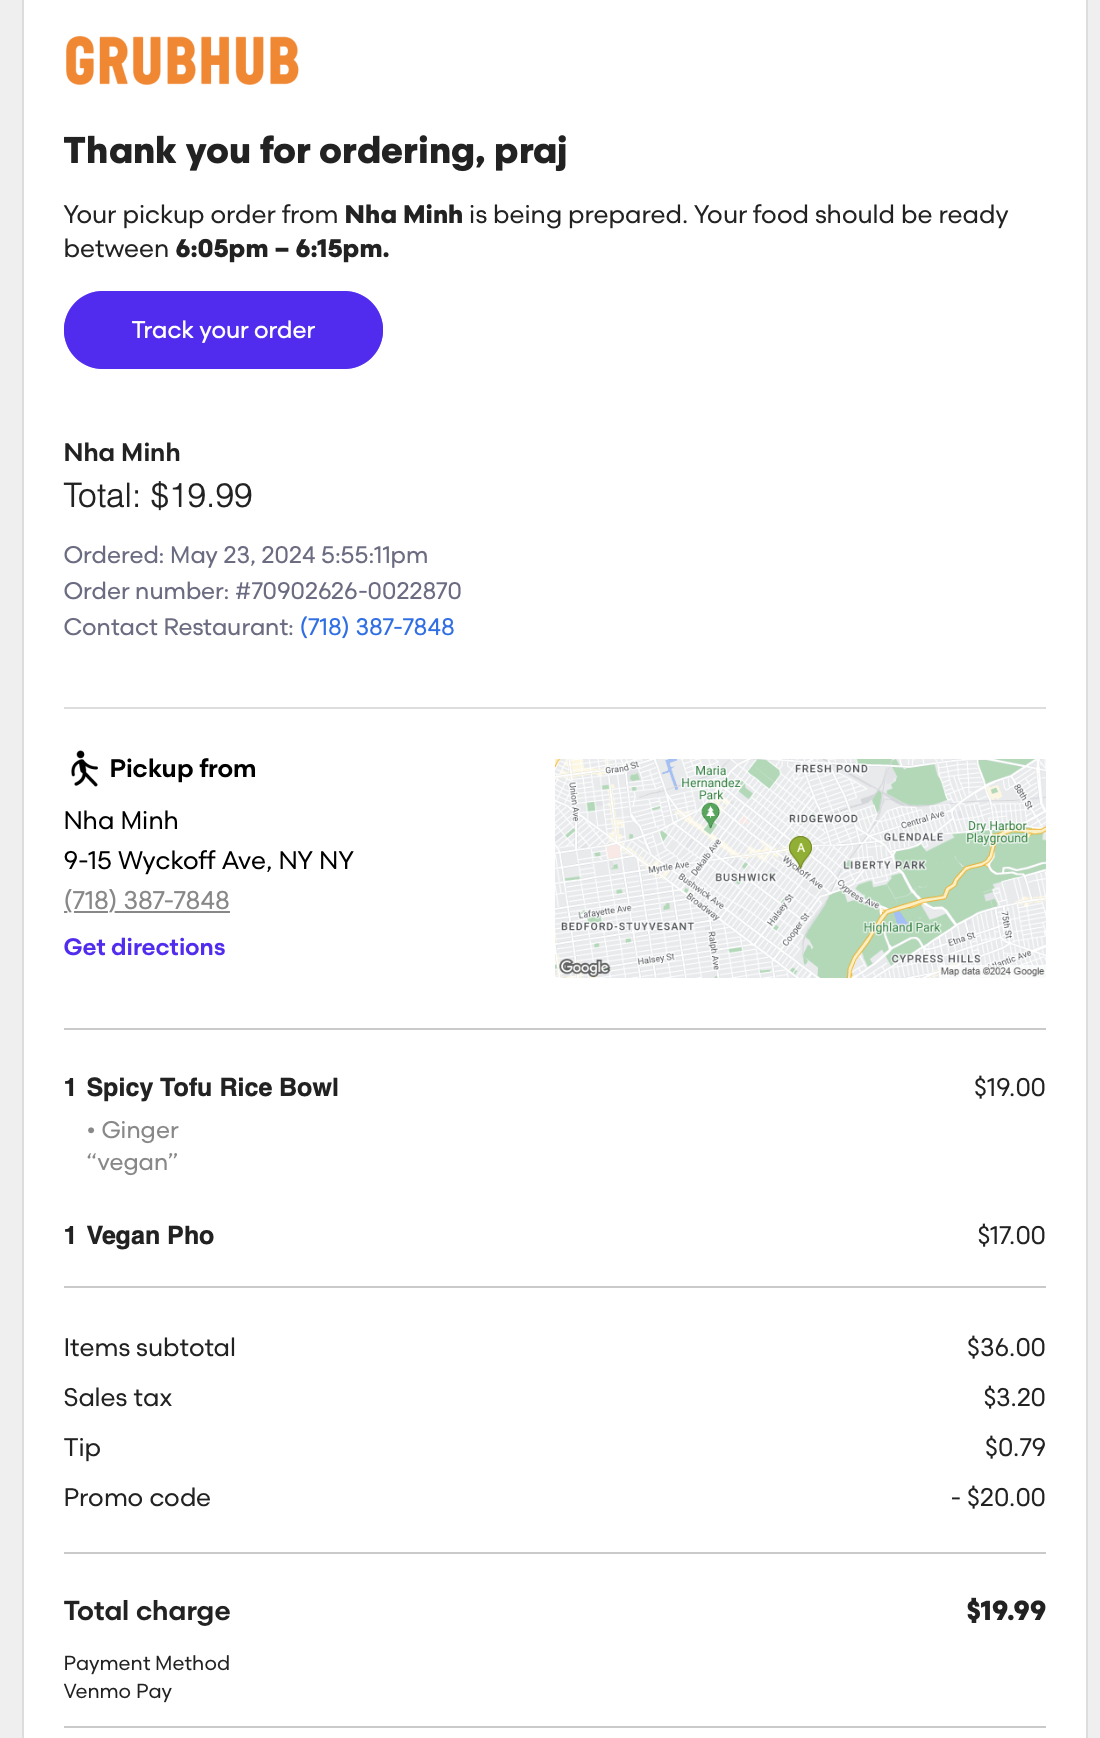 GRUBHUB
Thank you for ordering, praj
Your pickup order from Nha Minh is being prepared. Your food should be ready
between 6:05pm – 6:15pm.
Track your order
Nha Minh
Total: $19.99
Ordered: May 23, 2024 5:55:11pm
Order number: #70902626-0022870
Contact Restaurant: (718) 387-7848
Pickup from
Nha Minh
9-15 Wyckoff Ave, NY NY
(718) 387-7848
Get directions
Grand St
Union Ave
Maria
Hernandez
Park
FRESH POND
88th St
RIDGEWOOD
Central Ave
GLENDALE
Dry Harbor
Playground
A
Myrtle Ave
Dekalb Ave
BUSHWICK
Wyckoff Ave
LIBERTY PARK
Bushwick Ave
Broadway
Cypress Ave
Lafayette Ave
Halsey St
Cooper St
BEDFORD-STUYVESANT
Ralph Ave
Highland Park
75th St
Etna St
Halsey St
CYPRESS HILLS
lantic Ave
Google
Map data ©2024 Google
1 Spicy Tofu Rice Bowl $19.00
• Ginger
“vegan”
1 Vegan Pho $17.00
Items subtotal $36.00
Sales tax $3.20
Tip $0.79
Promo code - $20.00
Total charge $19.99
Payment Method
Venmo Pay